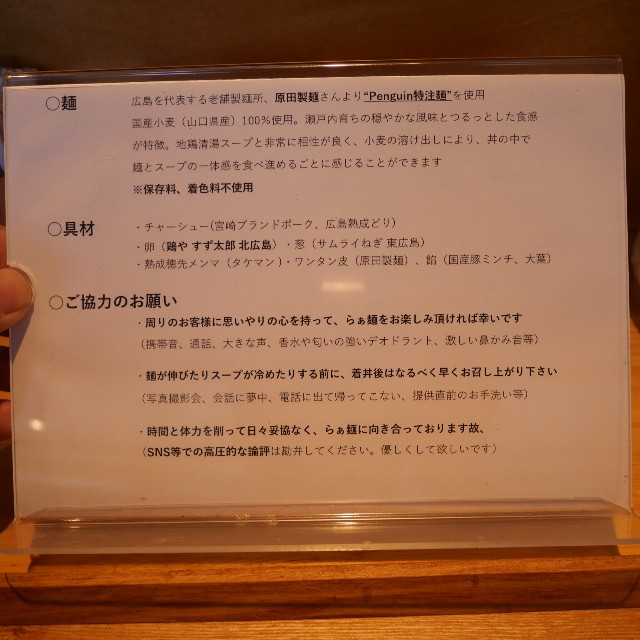 ○麺
広島を代表する老舗製麺所、原田製麺さんより“Penguin特注麺”を使用
国産小麦（山口県産）100％使用。瀬戸内育ちの穏やかな風味とつるっとした食感
が特徴。地鶏清湯スープと非常に相性が良く、小麦の溶け出しにより、丼の中で
麺とスープの一体感を食べ進めるごとに感じることができます
※保存料、着色料不使用
○具材
・チャーシュー(宮崎ブランドポーク、広島熟成どり)
・卵（鶏や すず太郎 北広島）・葱（サムライねぎ 東広島）
・熟成穂先メンマ（タケマン）・ワンタン皮（原田製麺）、餡（国産豚ミンチ、大葉）
○ご協力のお願い
・周りのお客様に思いやりの心を持って、らぁ麺をお楽しみ頂ければ幸いです
（携帯音、通話、大きな声、香水や匂いの強いデオドラント、激しい鼻かみ音等）
・麺が伸びたりスープが冷めたりする前に、着丼後はなるべく早くお召し上がり下さい
（写真撮影会、会話に夢中、電話に出て帰ってこない、提供直前のお手洗い等）
・時間と体力を削って日々妥協なく、らぁ麺に向き合っております故、
（SNS等での高圧的な論評は勘弁してください。優しくして欲しいです）